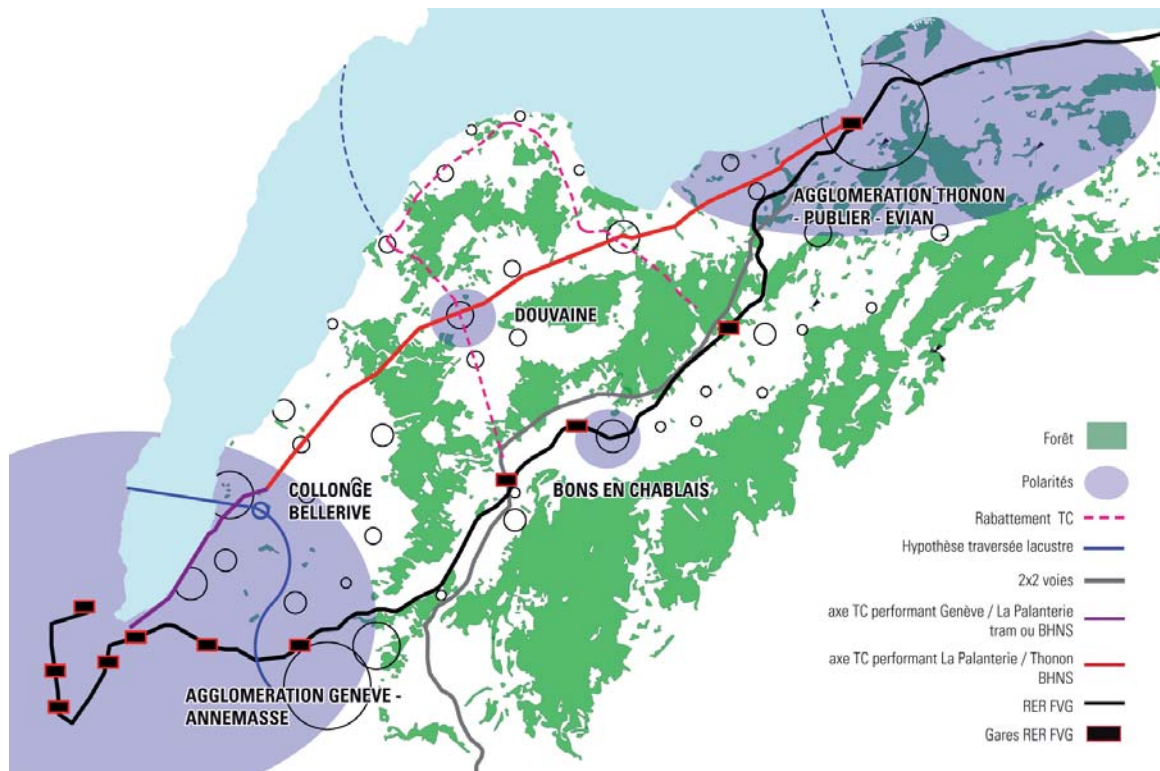 AGGLOMERATION THONON
- PUBLIER - EVIAN
DOUVAINE
COLLONGE
BELLERIVE
BONS EN CHABLAIS
AGGLOMERATION GENEVE -
ANNEMASSE
Forêt
Polarités
Rabattement TC
Hypothèse traversée lacustre
2x2 voies
axe TC performant Genève / La Palanterie
tram ou BHNS
axe TC performant La Palanterie / Thonon
BHNS
RER FVG
Gares RER FVG